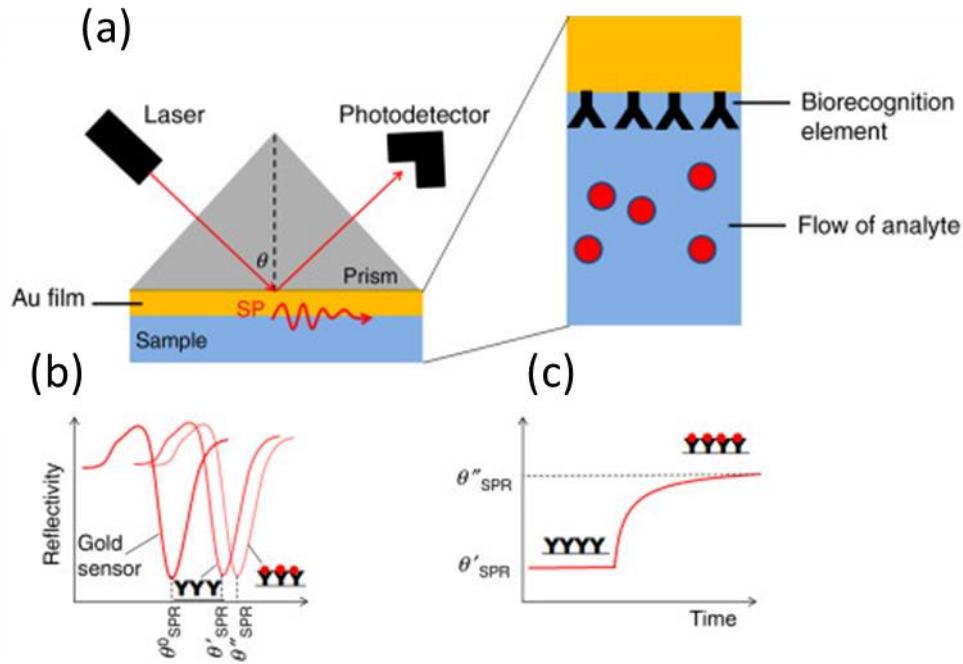 (a)
Laser
Photodetector
θ
Prism
Au film
SP
Sample
Biorecognition
element
Flow of analyte
(b)
Reflectivity
Gold
sensor
θ⁰SPR
θ′SPR
θ″SPR
(c)
θ″SPR
θ′SPR
Time